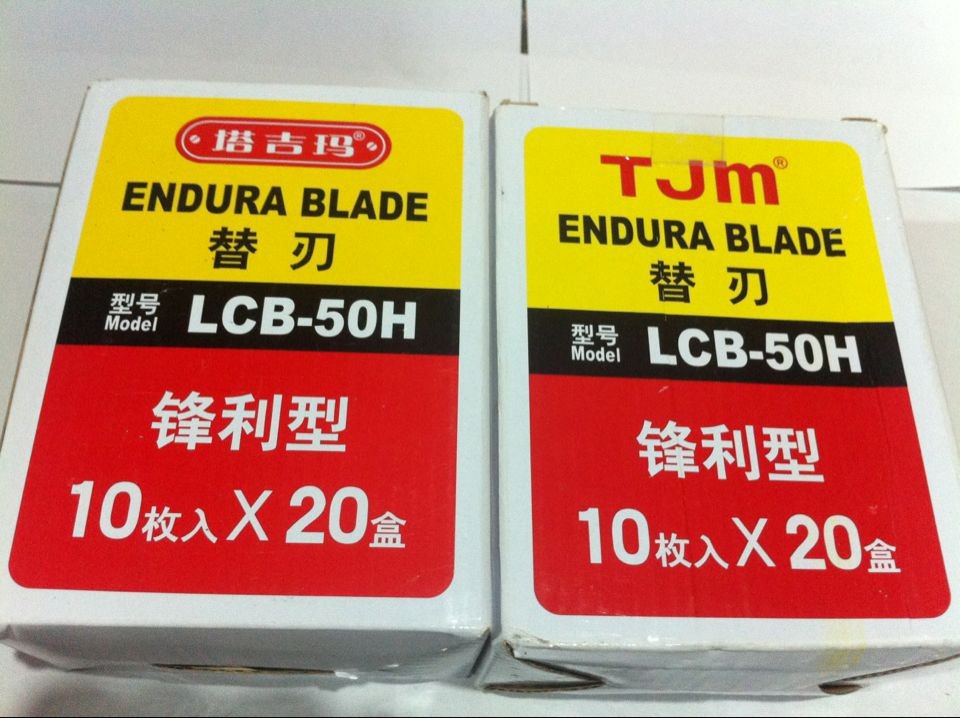 塔吉玛®
ENDURA BLADE
替刃
型号
Model
LCB-50H
锋利型
10枚入X20盒
TJm®
ENDURA BLADE
替刃
型号
Model
LCB-50H
锋利型
10枚入X20盒